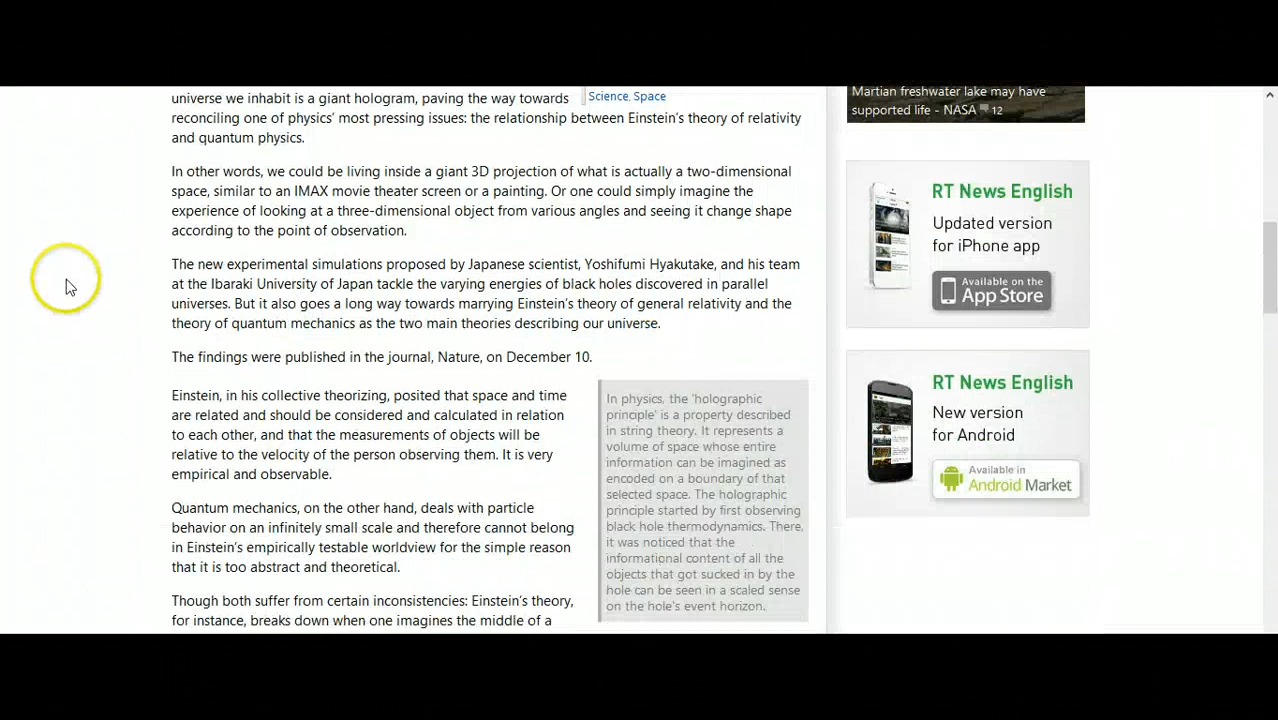 universe we inhabit is a giant hologram, paving the way towards
reconciling one of physics' most pressing issues: the relationship between Einstein's theory of relativity
and quantum physics.
Science, Space
In other words, we could be living inside a giant 3D projection of what is actually a two-dimensional
space, similar to an IMAX movie theater screen or a painting. Or one could simply imagine the
experience of looking at a three-dimensional object from various angles and seeing it change shape
according to the point of observation.
The new experimental simulations proposed by Japanese scientist, Yoshifumi Hyakutake, and his team
at the Ibaraki University of Japan tackle the varying energies of black holes discovered in parallel
universes. But it also goes a long way towards marrying Einstein's theory of general relativity and the
theory of quantum mechanics as the two main theories describing our universe.
The findings were published in the journal, Nature, on December 10.
Einstein, in his collective theorizing, posited that space and time
are related and should be considered and calculated in relation
to each other, and that the measurements of objects will be
relative to the velocity of the person observing them. It is very
empirical and observable.
Quantum mechanics, on the other hand, deals with particle
behavior on an infinitely small scale and therefore cannot belong
in Einstein's empirically testable worldview for the simple reason
that it is too abstract and theoretical.
Though both suffer from certain inconsistencies: Einstein's theory,
for instance, breaks down when one imagines the middle of a
In physics, the 'holographic
principle' is a property described
in string theory. It represents a
volume of space whose entire
information can be imagined as
encoded on a boundary of that
selected space. The holographic
principle started by first observing
black hole thermodynamics. There,
it was noticed that the
informational content of all the
objects that got sucked in by the
hole can be seen in a scaled sense
on the hole's event horizon.
Martian freshwater lake may have
supported life - NASA 12
RT News English
Updated version
for iPhone app
Available on the
App Store
RT News English
New version
for Android
Available in
Android Market